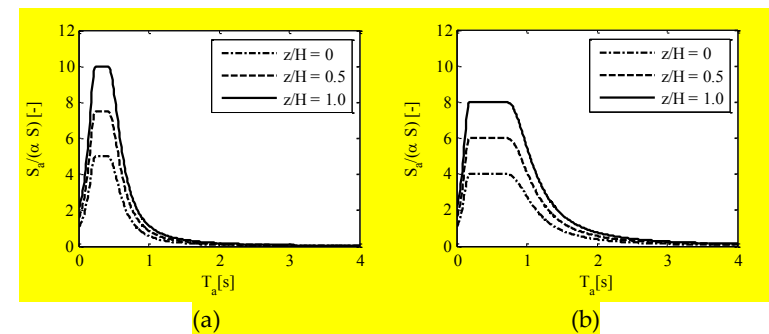 12
10
8
6
4
2
0
S_a/(α S) [-]
z/H = 0
z/H = 0.5
z/H = 1.0
0 1 2 3 4
T_a[s]
(a)
12
10
8
6
4
2
0
S_a/(α S) [-]
z/H = 0
z/H = 0.5
z/H = 1.0
0 1 2 3 4
T_a[s]
(b)